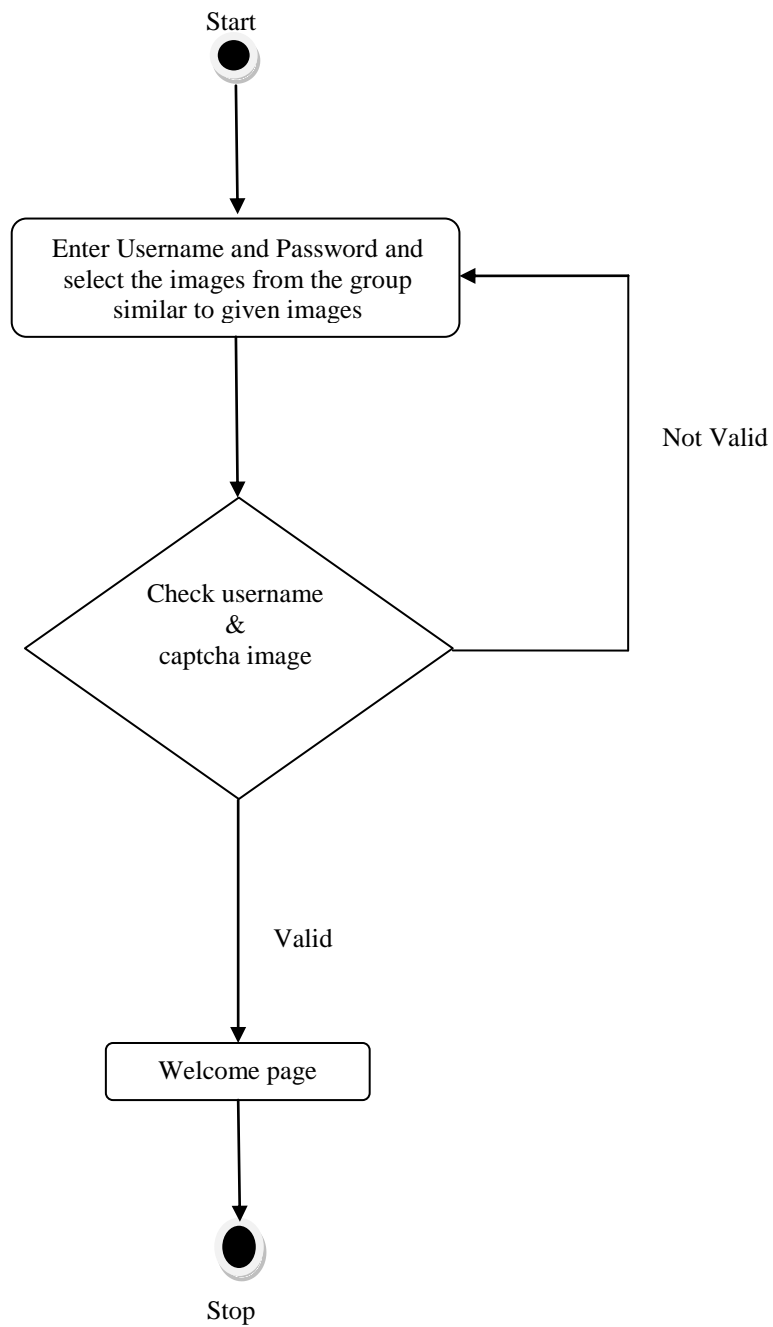 Start
Enter Username and Password and
select the images from the group
similar to given images
Not Valid
Check username
&
captcha image
Valid
Welcome page
Stop